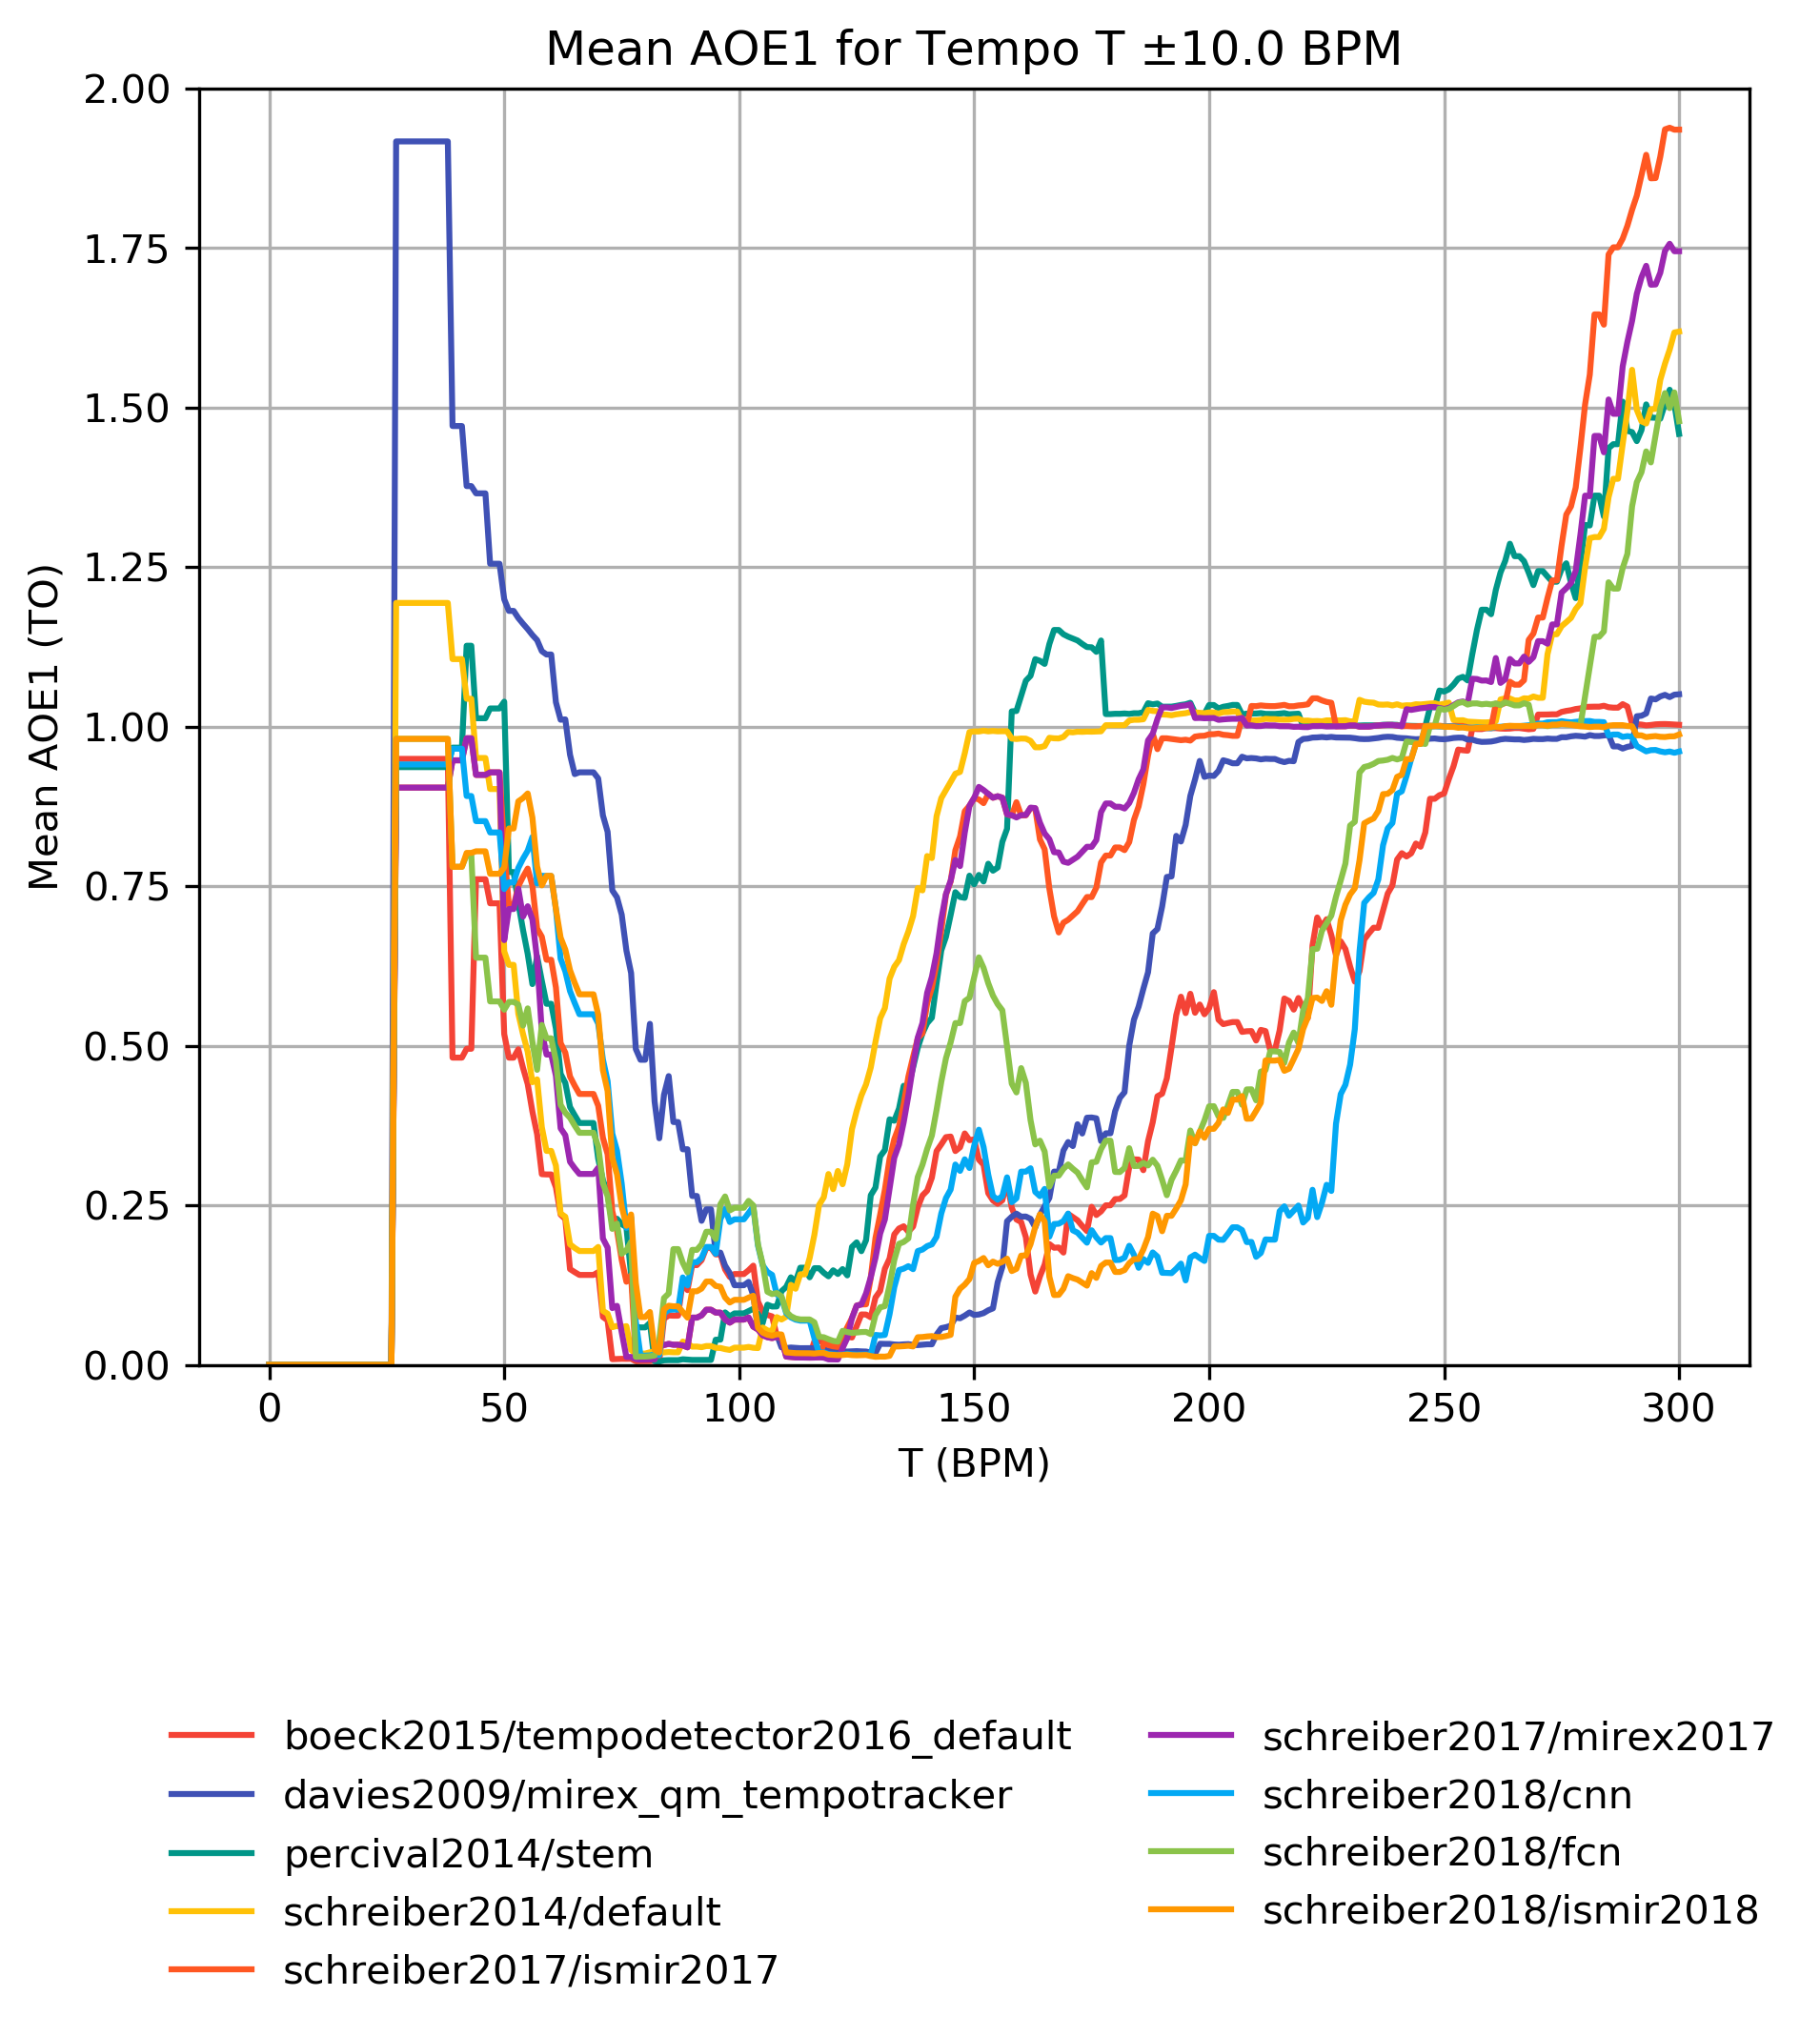 Mean AOE1 for Tempo T ±10.0 BPM
Mean AOE1 (TO)
2.00
1.75
1.50
1.25
1.00
0.75
0.50
0.25
0.00
0 50 100 150 200 250 300
T (BPM)
boeck2015/tempodetector2016_default
davies2009/mirex_qm_tempotracker
percival2014/stem
schreiber2014/default
schreiber2017/ismir2017
schreiber2017/mirex2017
schreiber2018/cnn
schreiber2018/fcn
schreiber2018/ismir2018